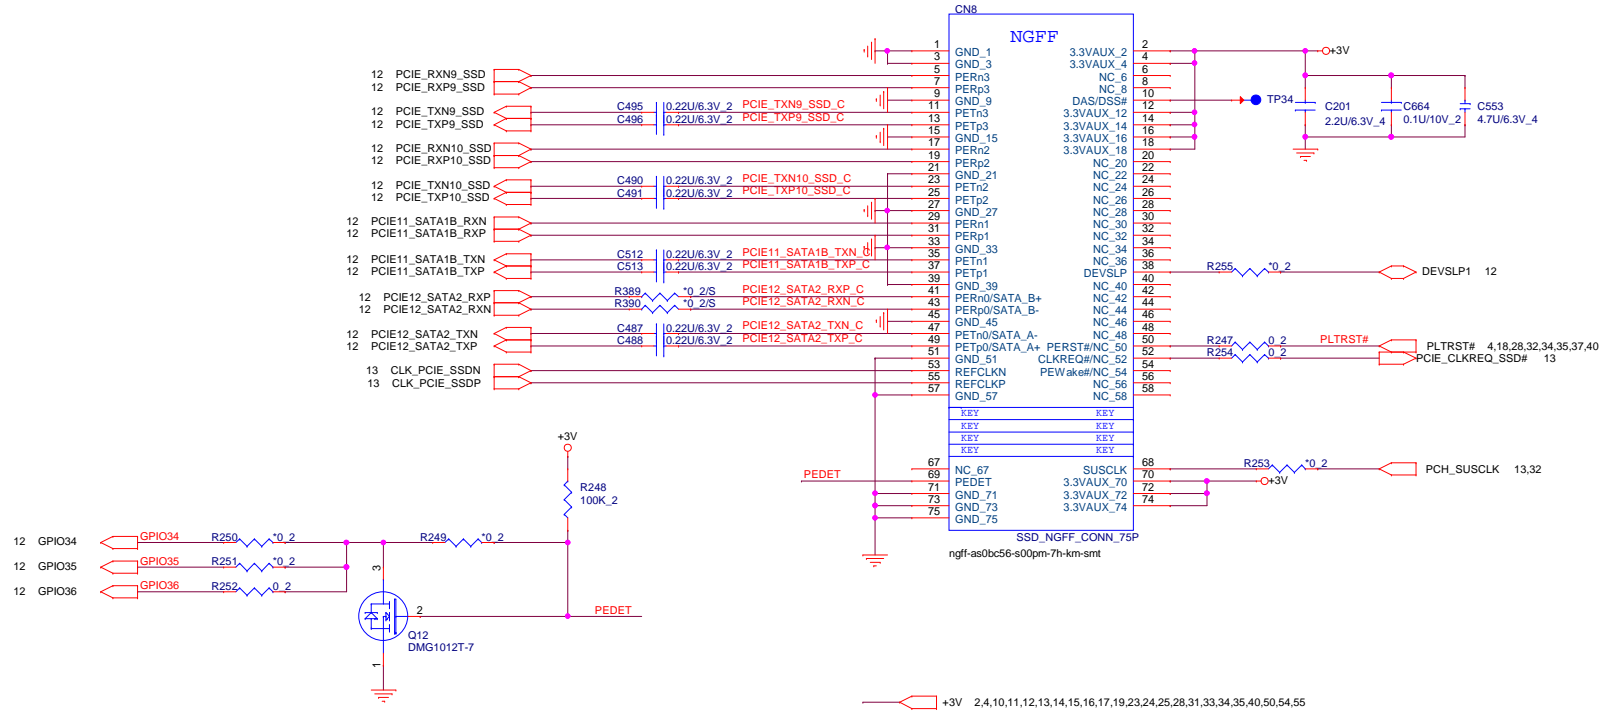 CN8
NGFF
1 GND_1 3.3VAUX_2 2 +3V
3 GND_3 3.3VAUX_4 4
12 PCIE_RXN9_SSD 5 PERn3 NC_6 6
12 PCIE_RXP9_SSD 7 PERp3 NC_8 8
9 GND_9 DAS/DSS# 10 TP34
12 PCIE_TXN9_SSD C495 0.22U/6.3V_2 PCIE_TXN9_SSD_C 11 PETn3 3.3VAUX_12 12
12 PCIE_TXP9_SSD C496 0.22U/6.3V_2 PCIE_TXP9_SSD_C 13 PETp3 3.3VAUX_14 14
C201 C664 C553
2.2U/6.3V_4 0.1U/10V_2 4.7U/6.3V_4
15 GND_15 3.3VAUX_16 16
12 PCIE_RXN10_SSD 17 PERn2 3.3VAUX_18 18
12 PCIE_RXP10_SSD 19 PERp2 NC_20 20
21 GND_21 NC_22 22
12 PCIE_TXN10_SSD C490 0.22U/6.3V_2 PCIE_TXN10_SSD_C 23 PETn2 NC_24 24
12 PCIE_TXP10_SSD C491 0.22U/6.3V_2 PCIE_TXP10_SSD_C 25 PETp2 NC_26 26
27 GND_27 NC_28 28
12 PCIE11_SATA1B_RXN 29 PERn1 NC_30 30
12 PCIE11_SATA1B_RXP 31 PERp1 NC_32 32
33 GND_33 NC_34 34
12 PCIE11_SATA1B_TXN C512 0.22U/6.3V_2 PCIE11_SATA1B_TXN_C 35 PETn1 NC_36 36
12 PCIE11_SATA1B_TXP C513 0.22U/6.3V_2 PCIE11_SATA1B_TXP_C 37 PETp1 DEVSLP 38 R255 *0_2 DEVSLP1 12
39 GND_39 NC_40 40
12 PCIE12_SATA2_RXP R389 *0_2/S PCIE12_SATA2_RXP_C 41 PERn0/SATA_B+ NC_42 42
12 PCIE12_SATA2_RXN R390 *0_2/S PCIE12_SATA2_RXN_C 43 PERp0/SATA_B- NC_44 44
45 GND_45 NC_46 46
12 PCIE12_SATA2_TXN C487 0.22U/6.3V_2 PCIE12_SATA2_TXN_C 47 PETn0/SATA_A- NC_48 48
12 PCIE12_SATA2_TXP C488 0.22U/6.3V_2 PCIE12_SATA2_TXP_C 49 PETp0/SATA_A+ PERST#/NC_50 50 R247 0_2 PLTRST# PLTRST# 4,18,28,32,34,35,37,40
51 GND_51 CLKREQ#/NC_52 52 R254 0_2 PCIE_CLKREQ_SSD# 13
13 CLK_PCIE_SSDN 53 REFCLKN PEWake#/NC_54 54
13 CLK_PCIE_SSDP 55 REFCLKP NC_56 56
57 GND_57 NC_58 58
KEY KEY
KEY KEY
KEY KEY
KEY KEY
67 NC_67 SUSCLK 68 R253 *0_2 PCH_SUSCLK 13,32
PEDET 69 PEDET 3.3VAUX_70 70 +3V
71 GND_71 3.3VAUX_72 72
73 GND_73 3.3VAUX_74 74
75 GND_75
SSD_NGFF_CONN_75P
ngff-as0bc56-s00pm-7h-km-smt
+3V
R248
100K_2
12 GPIO34 GPIO34 R250 *0_2 R249 *0_2
12 GPIO35 GPIO35 R251 *0_2
3
12 GPIO36 GPIO36 R252 0_2
2 PEDET
Q12
DMG1012T-7
1
+3V 2,4,10,11,12,13,14,15,16,17,19,23,24,25,28,31,33,34,35,40,50,54,55